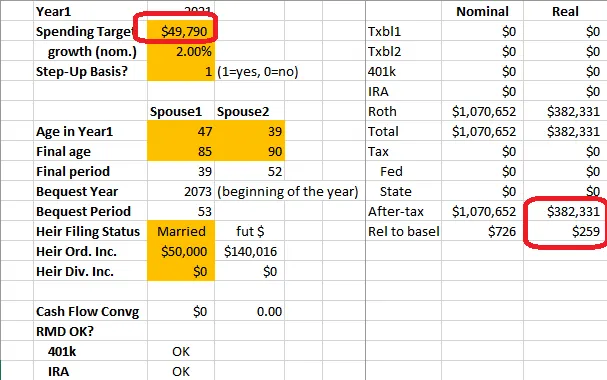 Year1 2021 Nominal Real
Spending Target $49,790 Txbl1 $0 $0
growth (nom.) 2.00% Txbl2 $0 $0
Step-Up Basis? 1 (1=yes, 0=no) 401k $0 $0
IRA $0 $0
Spouse1 Spouse2 Roth $1,070,652 $382,331
Age in Year1 47 39 Total $1,070,652 $382,331
Final age 85 90 Tax $0 $0
Final period 39 52 Fed $0 $0
Bequest Year 2073 (beginning of the year) State $0 $0
Bequest Period 53 After-tax $1,070,652 $382,331
Heir Filing Status Married fut $ Rel to basel $726 $259
Heir Ord. Inc. $50,000 $140,016
Heir Div. Inc. $0 $0
Cash Flow Convg $0 0.00
RMD OK?
401k OK
IRA OK